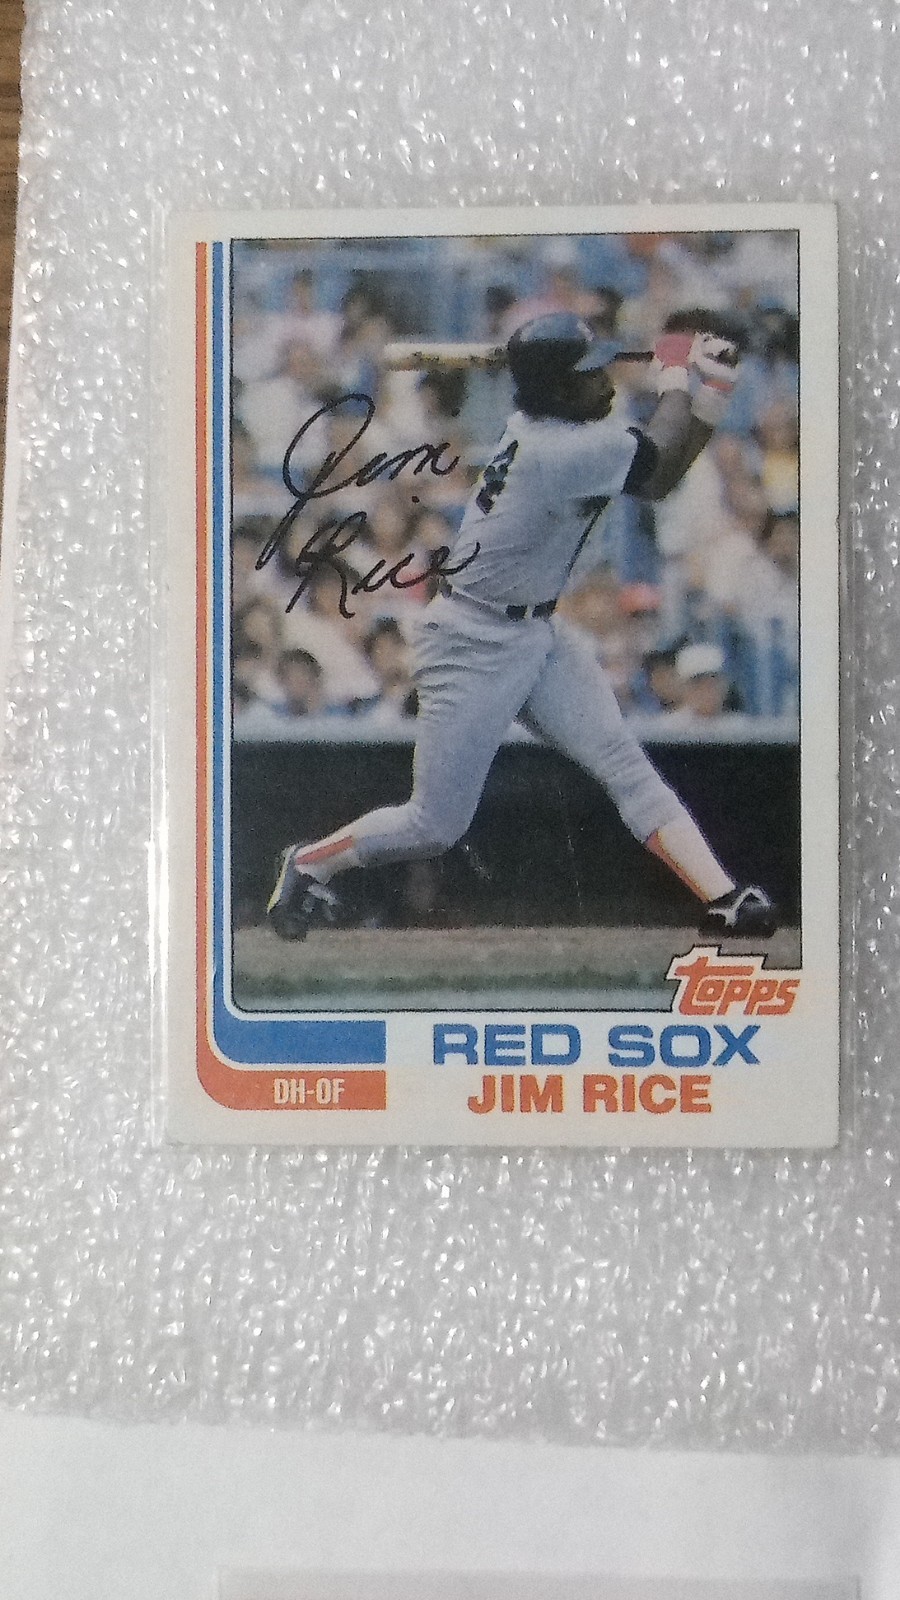 Jim
Rice
topps
RED SOX
JIM RICE
DH-OF